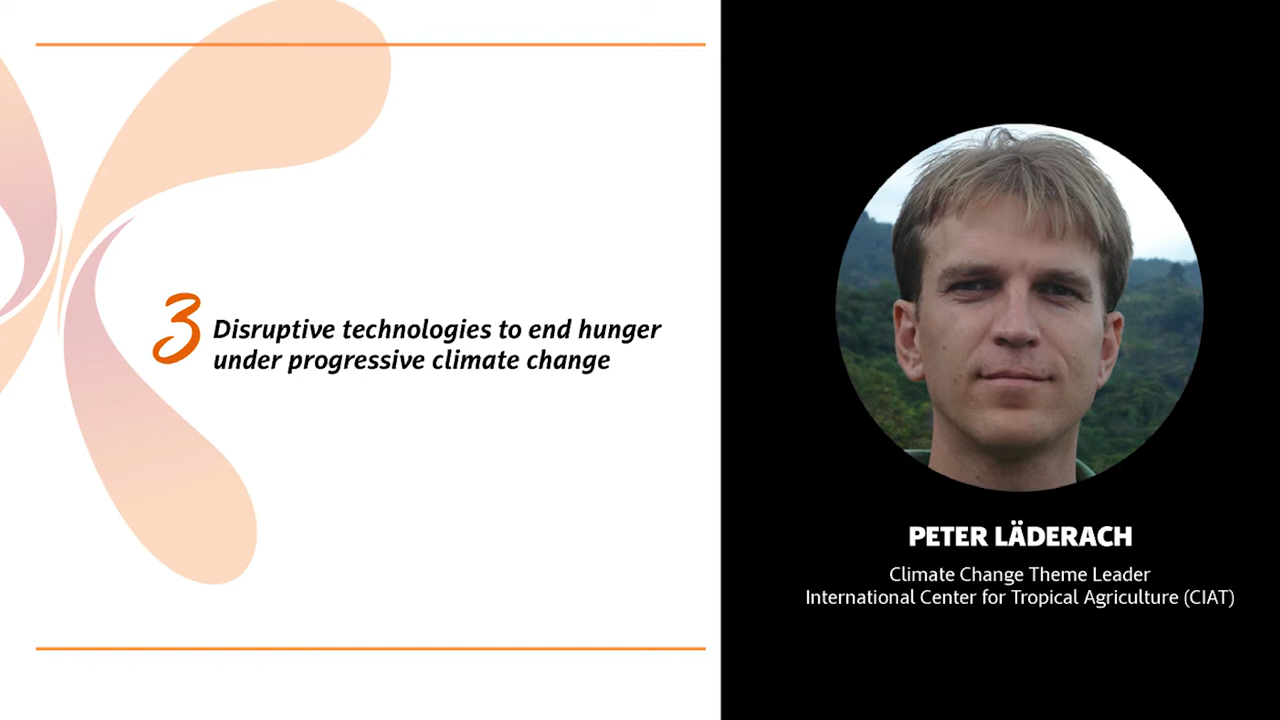 3
Disruptive technologies to end hunger
under progressive climate change
PETER LÄDERACH
Climate Change Theme Leader
International Center for Tropical Agriculture (CIAT)